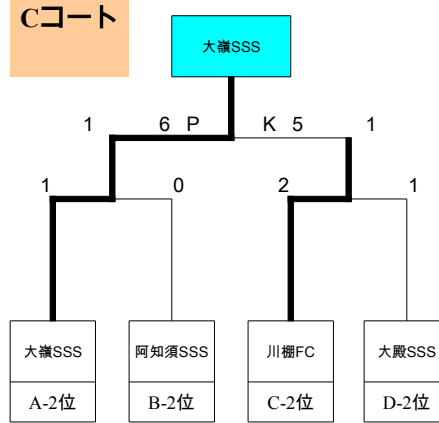 Cコート
大嶺SSS
1 6 P K 5 1
1 0 2 1
大嶺SSS 阿知須SSS 川棚FC 大殿SSS
A-2位 B-2位 C-2位 D-2位